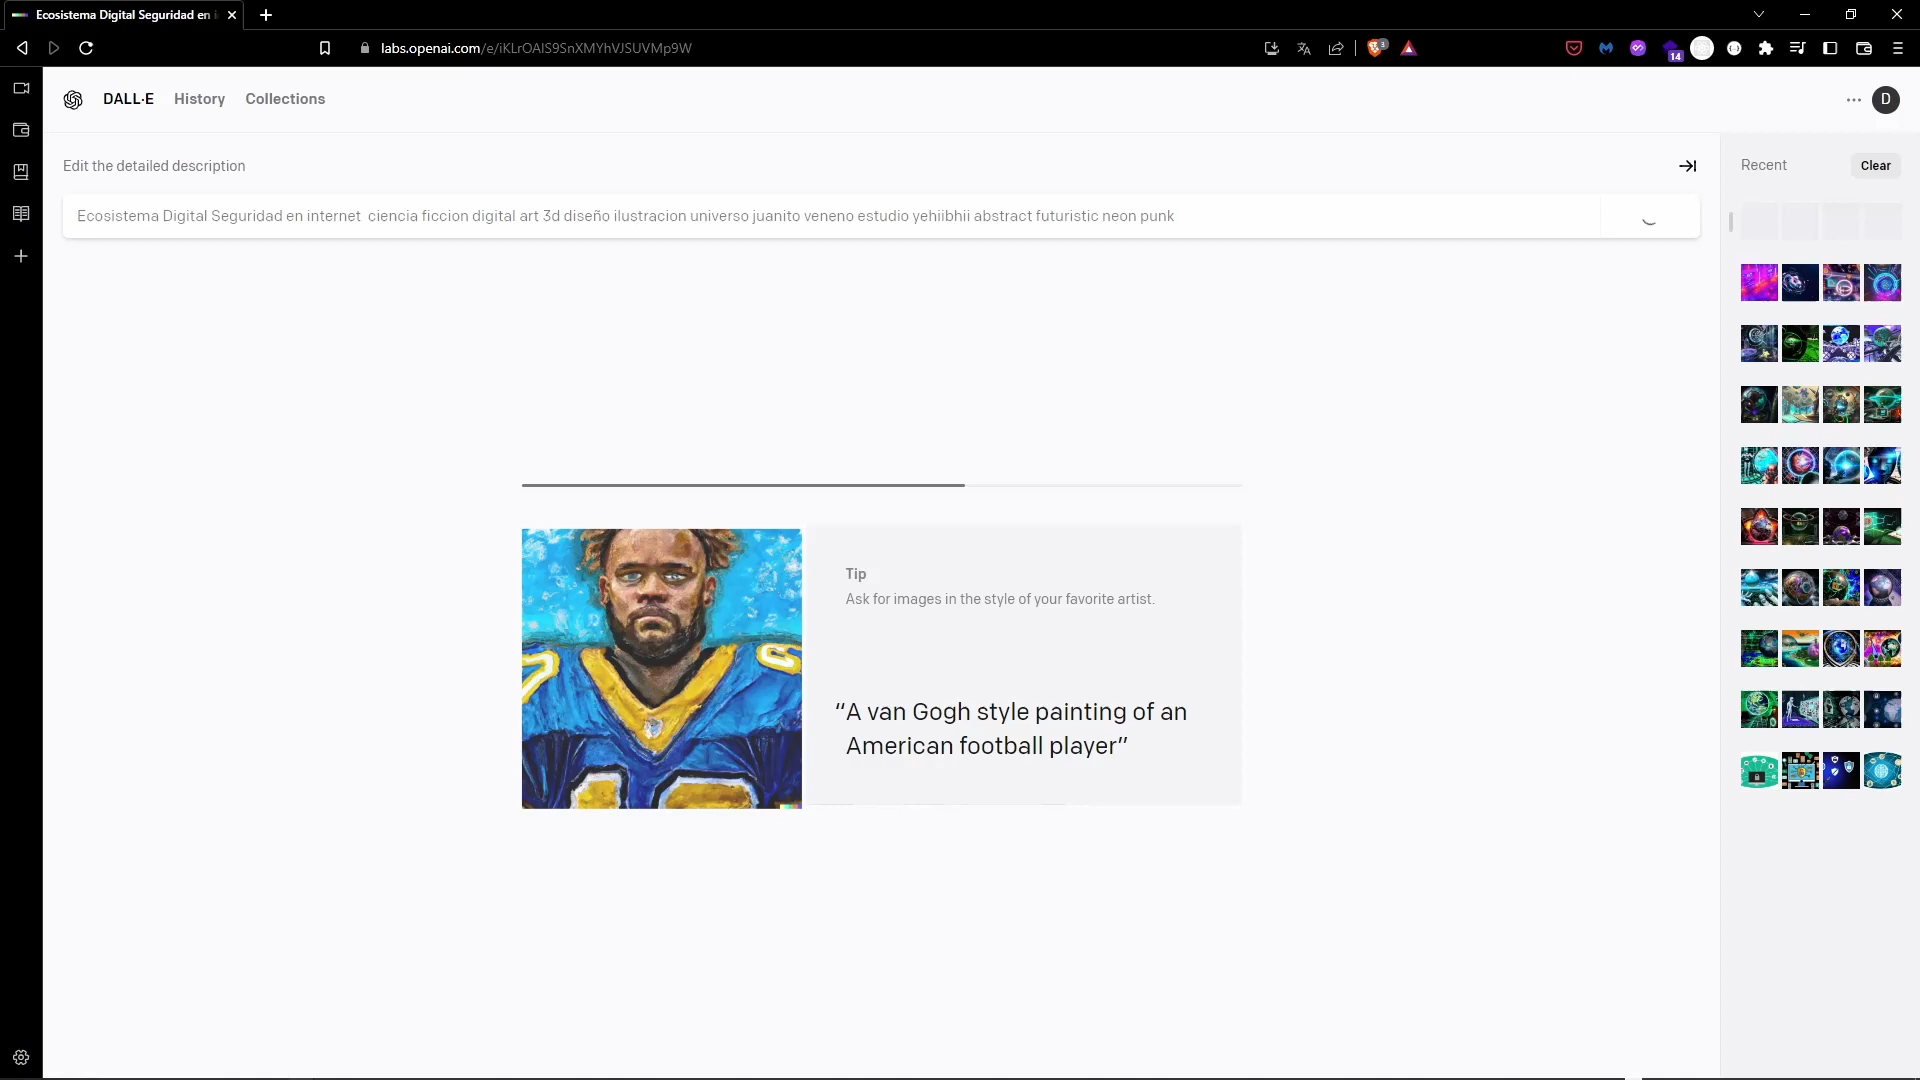 Ecosistema Digital Seguridad en i
labs.openai.com/e/iKLrOAIS9SnXMYhVJSUVMp9W
3
14
DALL·E History Collections
D
Edit the detailed description
Recent
Clear
Ecosistema Digital Seguridad en internet  ciencia ficcion digital art 3d diseño ilustracion universo juanito veneno estudio yehiibhii abstract futuristic neon punk
Tip
Ask for images in the style of your favorite artist.
“A van Gogh style painting of an
American football player”